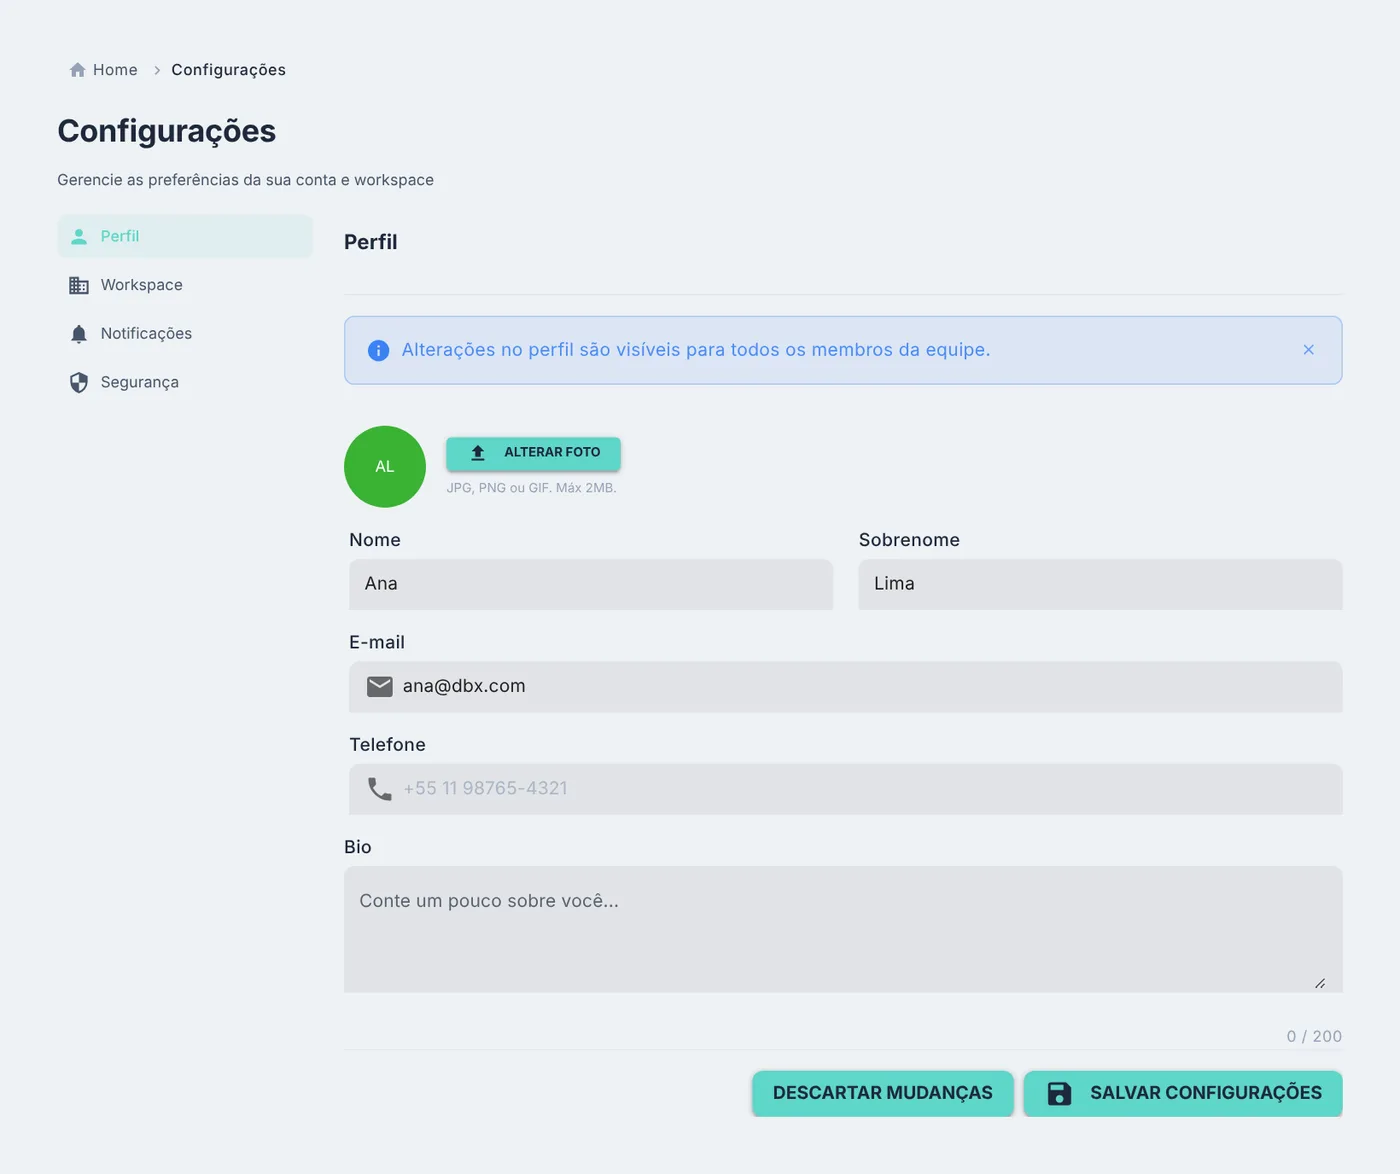 Home > Configurações
Configurações
Gerencie as preferências da sua conta e workspace
Perfil
Workspace
Notificações
Segurança
Perfil
Alterações no perfil são visíveis para todos os membros da equipe.
AL
ALTERAR FOTO
JPG, PNG ou GIF. Máx 2MB.
Nome
Sobrenome
Ana
Lima
E-mail
ana@dbx.com
Telefone
+55 11 98765-4321
Bio
Conte um pouco sobre você...
0 / 200
DESCARTAR MUDANÇAS
SALVAR CONFIGURAÇÕES